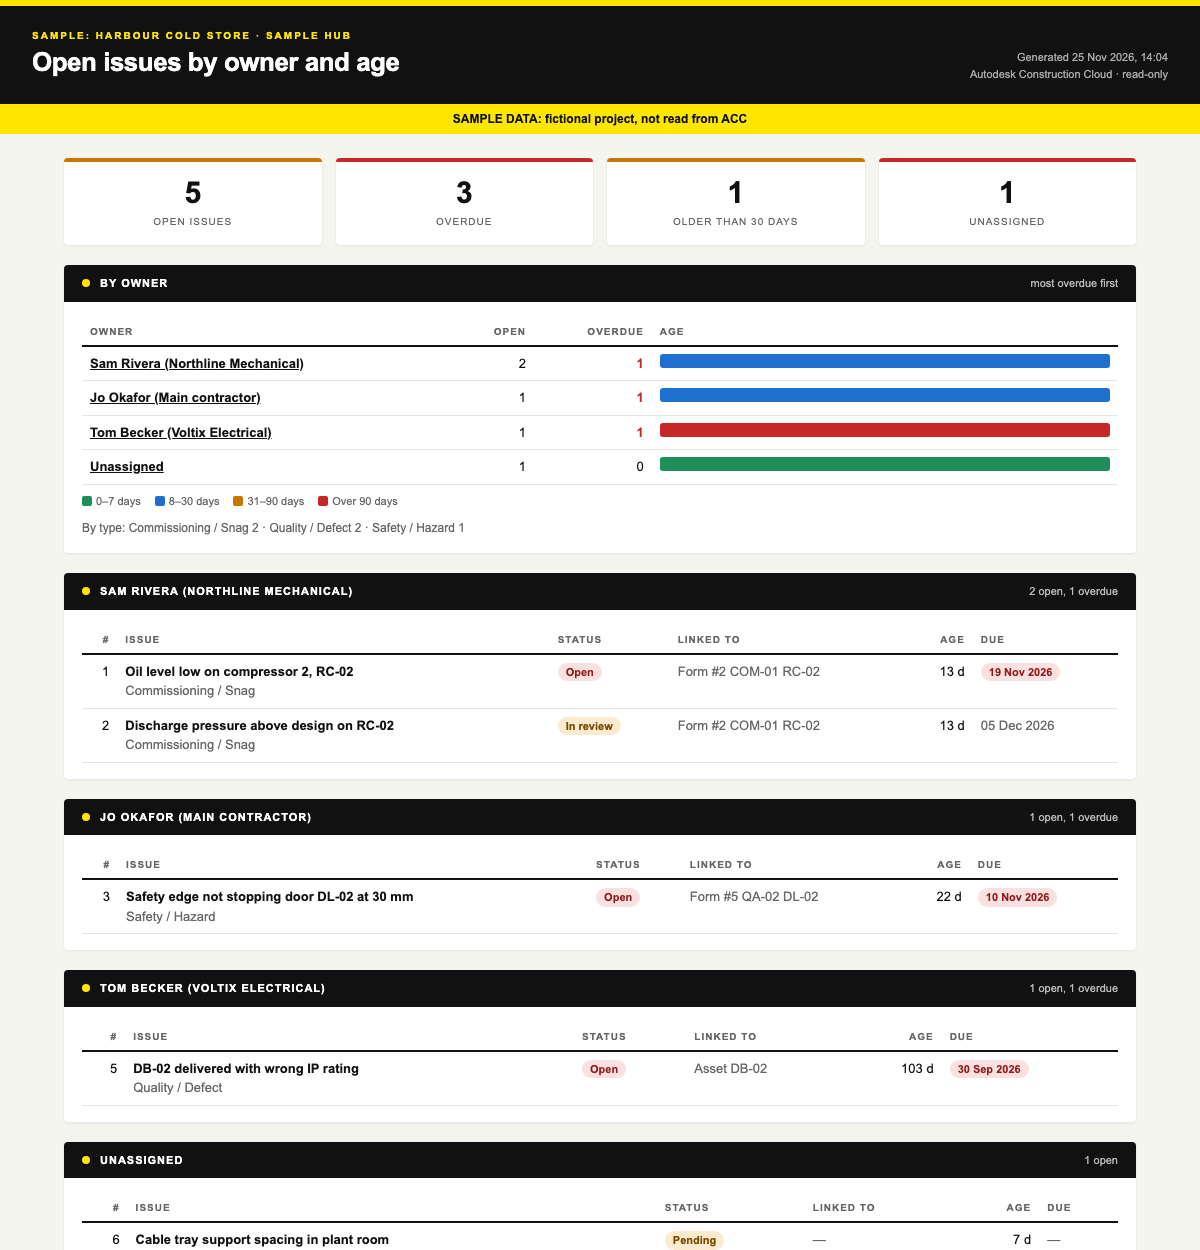 SAMPLE: HARBOUR COLD STORE · SAMPLE HUB
Open issues by owner and age
Generated 25 Nov 2026, 14:04
Autodesk Construction Cloud · read-only
SAMPLE DATA: fictional project, not read from ACC
5
OPEN ISSUES
3
OVERDUE
1
OLDER THAN 30 DAYS
1
UNASSIGNED
BY OWNER most overdue first
OWNER OPEN OVERDUE AGE
Sam Rivera (Northline Mechanical) 2 1
Jo Okafor (Main contractor) 1 1
Tom Becker (Voltix Electrical) 1 1
Unassigned 1 0
0–7 days 8–30 days 31–90 days Over 90 days
By type: Commissioning / Snag 2 · Quality / Defect 2 · Safety / Hazard 1
SAM RIVERA (NORTHLINE MECHANICAL) 2 open, 1 overdue
# ISSUE STATUS LINKED TO AGE DUE
1 Oil level low on compressor 2, RC-02 Open Form #2 COM-01 RC-02 13 d 19 Nov 2026
Commissioning / Snag
2 Discharge pressure above design on RC-02 In review Form #2 COM-01 RC-02 13 d 05 Dec 2026
Commissioning / Snag
JO OKAFOR (MAIN CONTRACTOR) 1 open, 1 overdue
# ISSUE STATUS LINKED TO AGE DUE
3 Safety edge not stopping door DL-02 at 30 mm Open Form #5 QA-02 DL-02 22 d 10 Nov 2026
Safety / Hazard
TOM BECKER (VOLTIX ELECTRICAL) 1 open, 1 overdue
# ISSUE STATUS LINKED TO AGE DUE
5 DB-02 delivered with wrong IP rating Open Asset DB-02 103 d 30 Sep 2026
Quality / Defect
UNASSIGNED 1 open
# ISSUE STATUS LINKED TO AGE DUE
6 Cable tray support spacing in plant room Pending — 7 d —